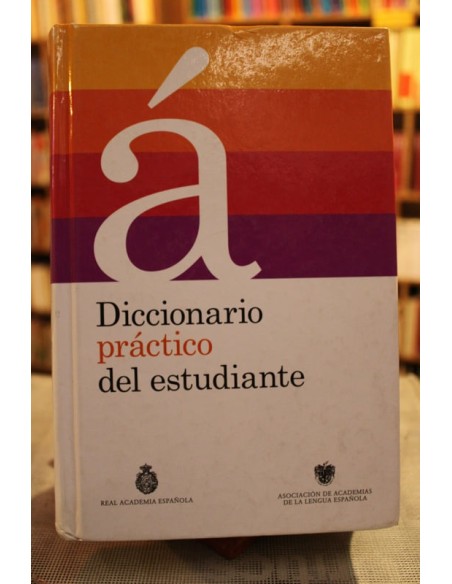 á
Diccionario
práctico
del estudiante
REAL ACADEMIA ESPAÑOLA
ASOCIACIÓN DE ACADEMIAS
DE LA LENGUA ESPAÑOLA